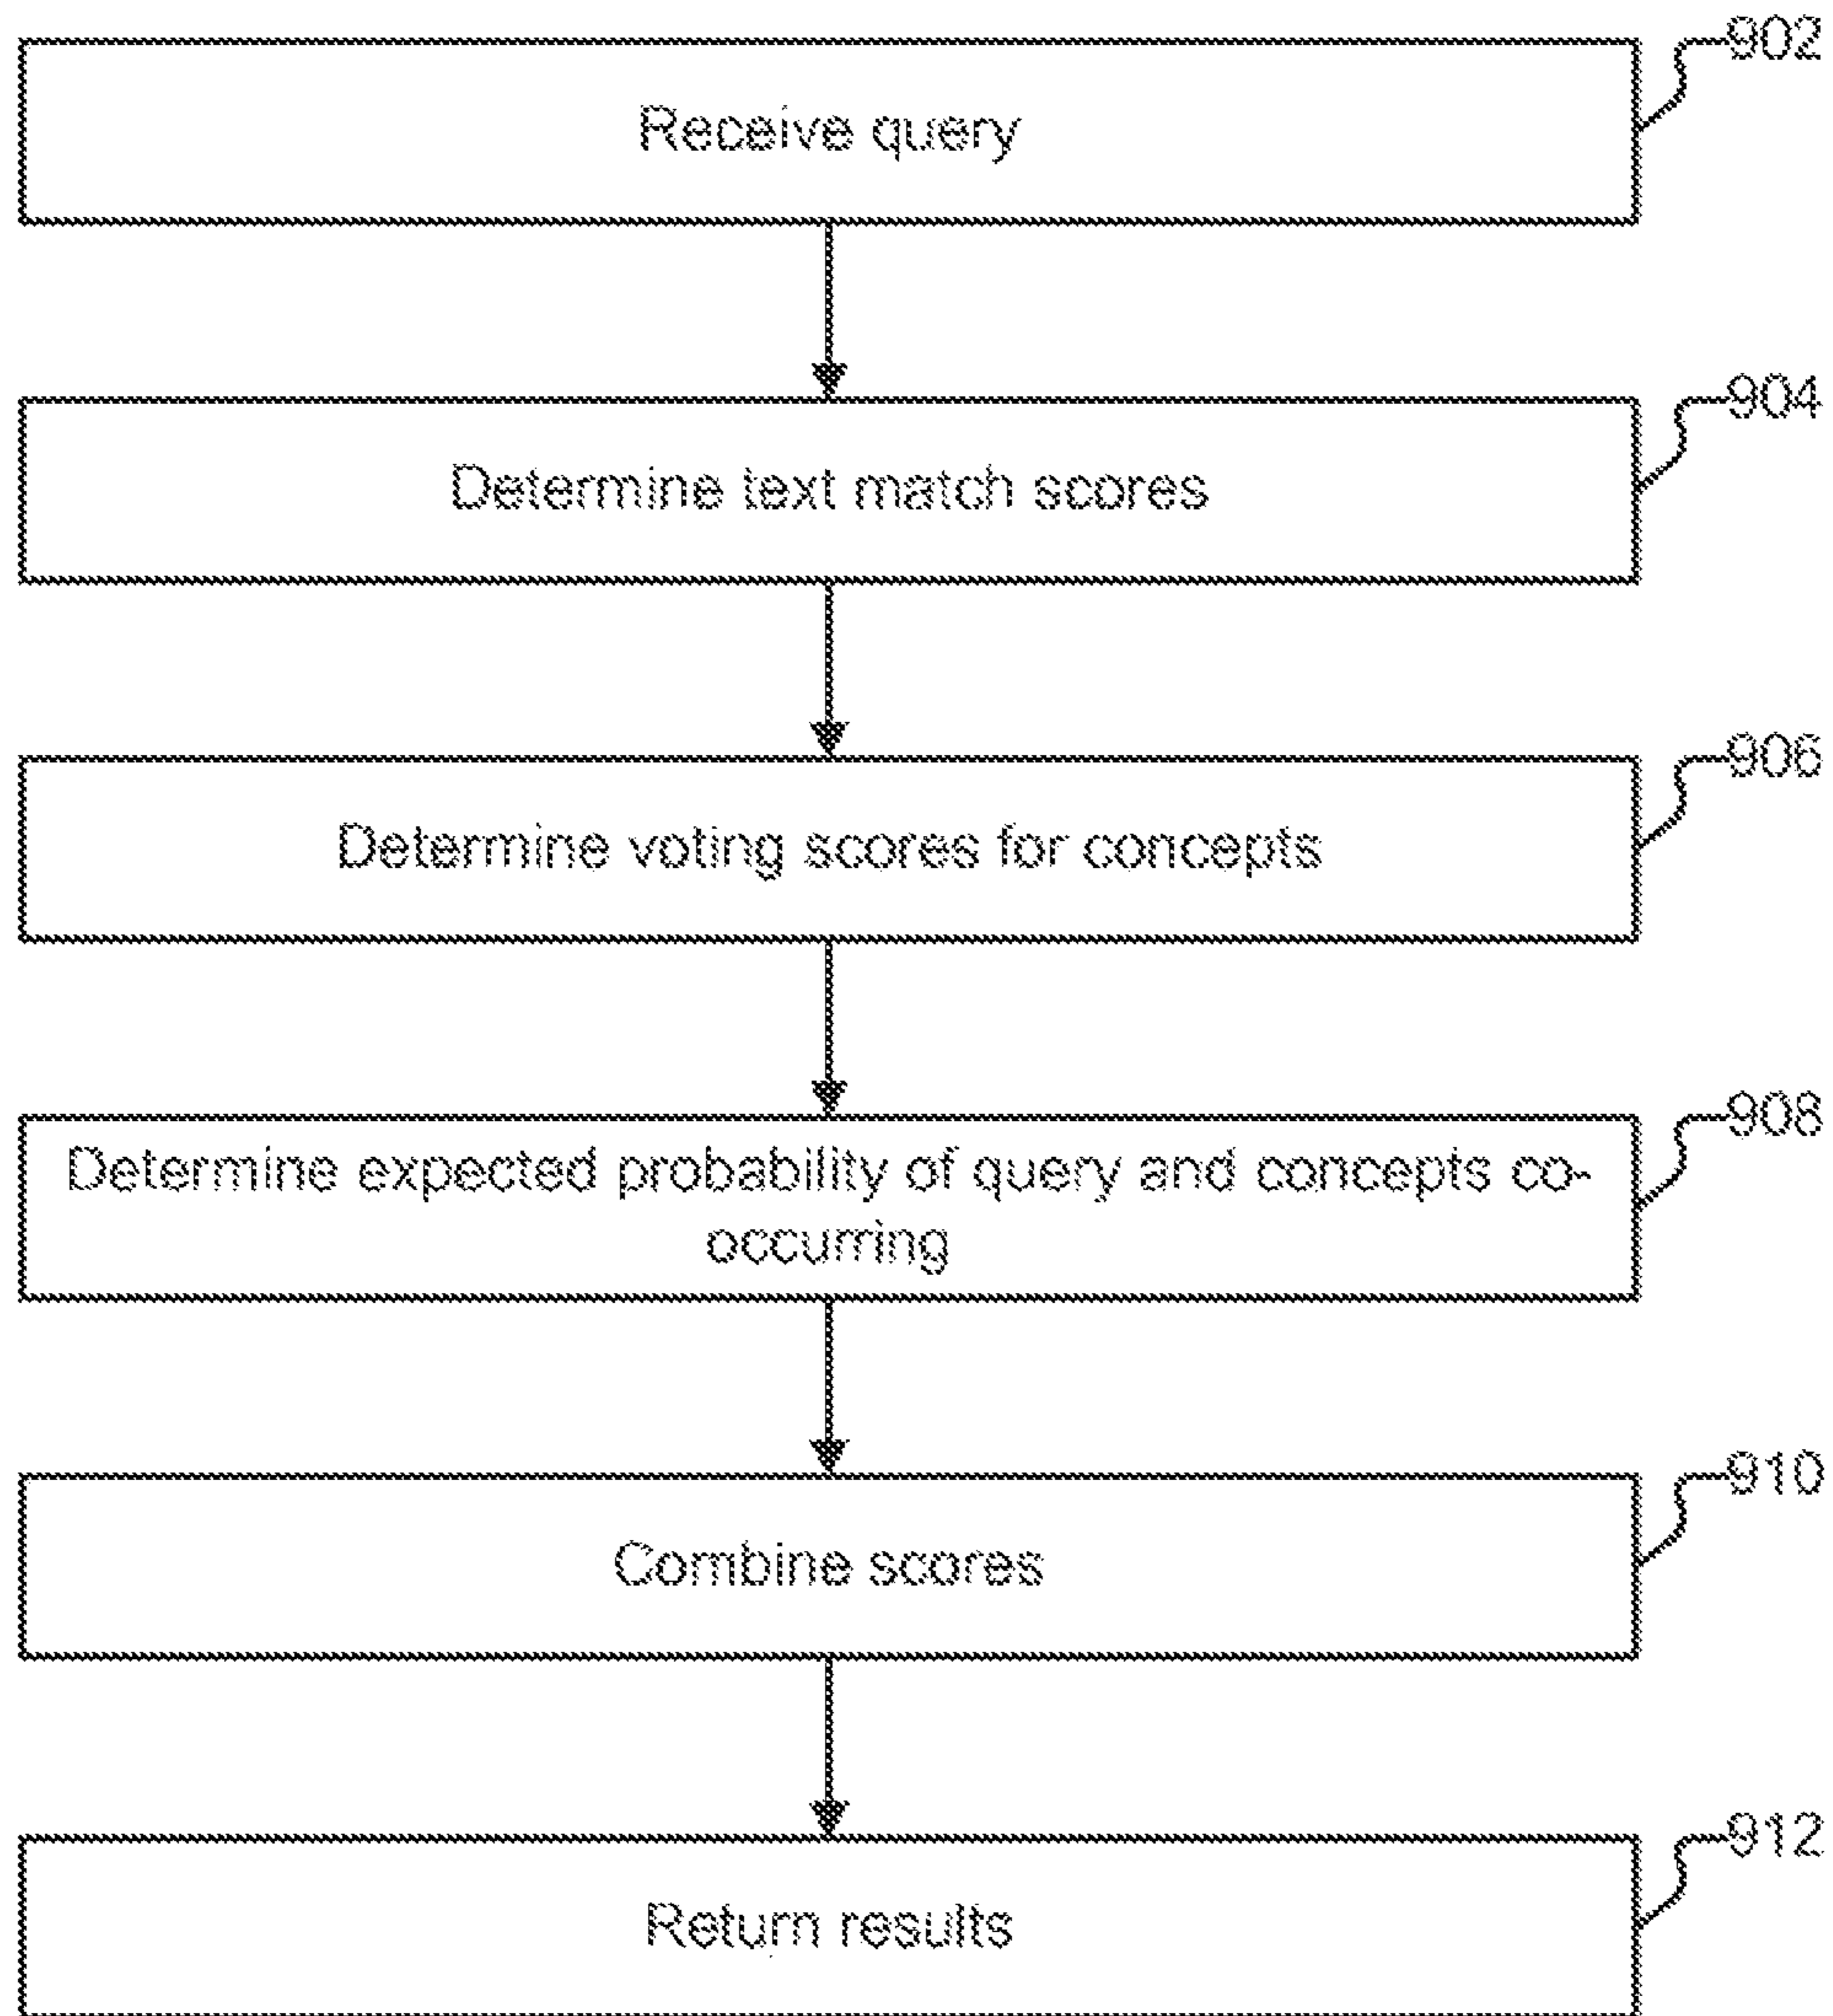 902
Receive query
904
Determine text match scores
906
Determine voting scores for concepts
908
Determine expected probability of query and concepts co-
occurring
910
Combine scores
912
Return results